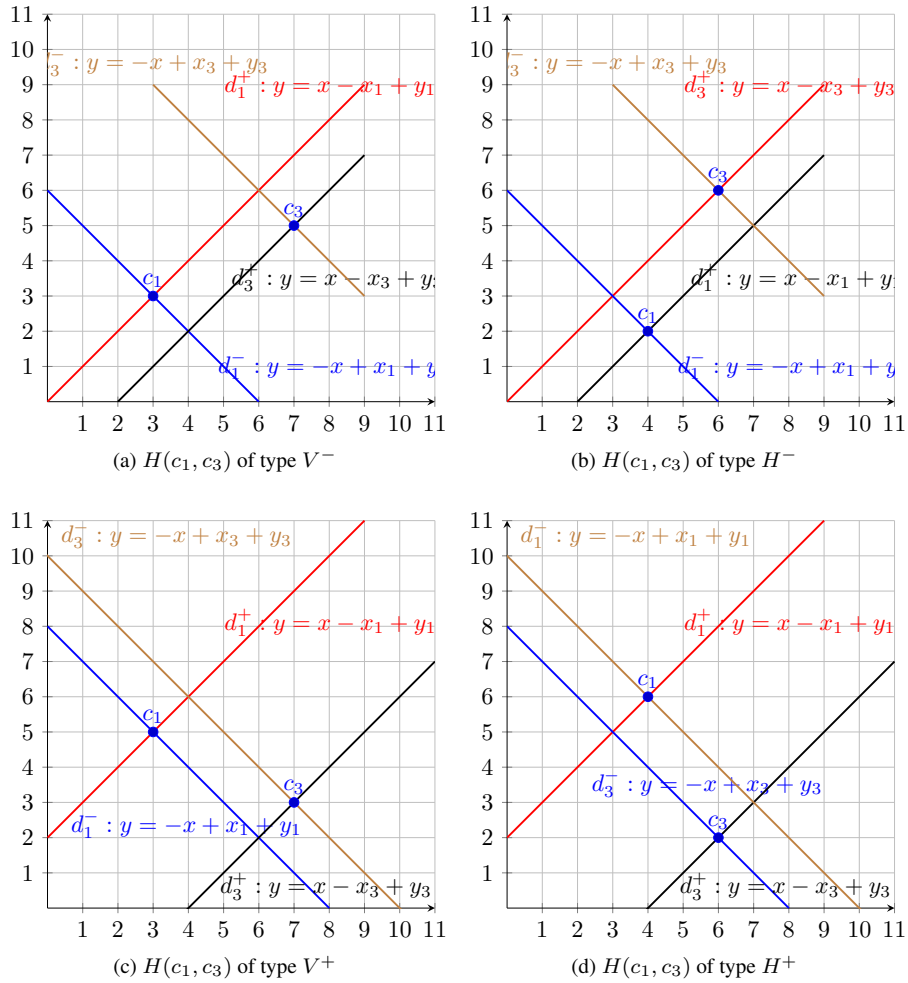 11
10
9
8
7
6
5
4
3
2
1
1 2 3 4 5 6 7 8 9 10 11
d₃⁻ : y = −x + x₃ + y₃
d₁⁺ : y = x − x₁ + y₁
c₃
c₁
d₃⁺ : y = x − x₃ + y₃
d₁⁻ : y = −x + x₁ + y
(a) H(c₁, c₃) of type V⁻
11
10
9
8
7
6
5
4
3
2
1
1 2 3 4 5 6 7 8 9 10 11
d₃⁻ : y = −x + x₃ + y₃
d₃⁺ : y = x − x₃ + y₃
c₃
d₁⁺ : y = x − x₁ + y₁
c₁
d₁⁻ : y = −x + x₁ + y
(b) H(c₁, c₃) of type H⁻
11
10
9
8
7
6
5
4
3
2
1
1 2 3 4 5 6 7 8 9 10 11
d₃⁻ : y = −x + x₃ + y₃
d₁⁺ : y = x − x₁ + y₁
c₁
c₃
d₁⁻ : y = −x + x₁ + y₁
d₃⁺ : y = x − x₃ + y₃
(c) H(c₁, c₃) of type V⁺
11
10
9
8
7
6
5
4
3
2
1
1 2 3 4 5 6 7 8 9 10 11
d₁⁻ : y = −x + x₁ + y₁
d₁⁺ : y = x − x₁ + y₁
c₁
d₃⁻ : y = −x + x₃ + y₃
c₃
d₃⁺ : y = x − x₃ + y₃
(d) H(c₁, c₃) of type H⁺